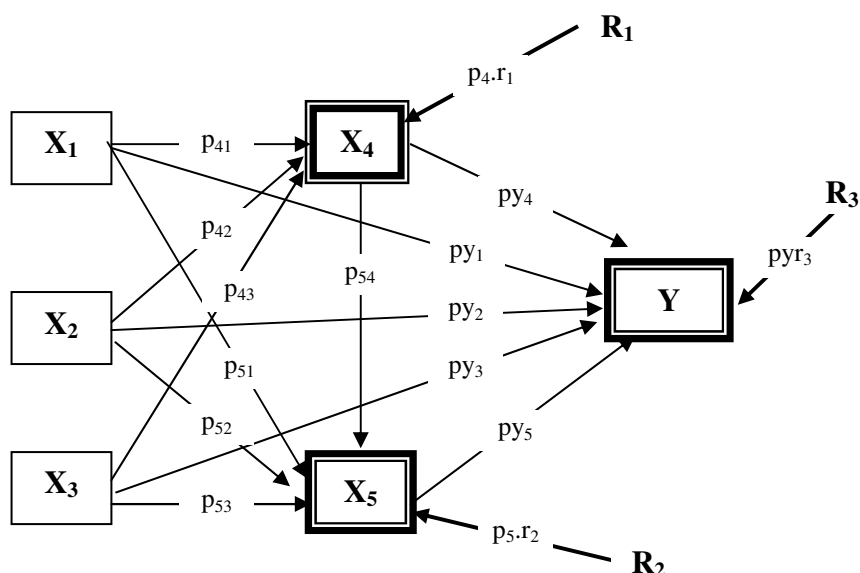 R₁
p₄.r₁
X₁
p₄₁
X₄
py₄
R₃
p₄₂
py₁
pyr₃
p₄₃
p₅₄
X₂
py₂
Y
p₅₁
py₃
p₅₂
py₅
X₃
p₅₃
X₅
p₅.r₂
R₂